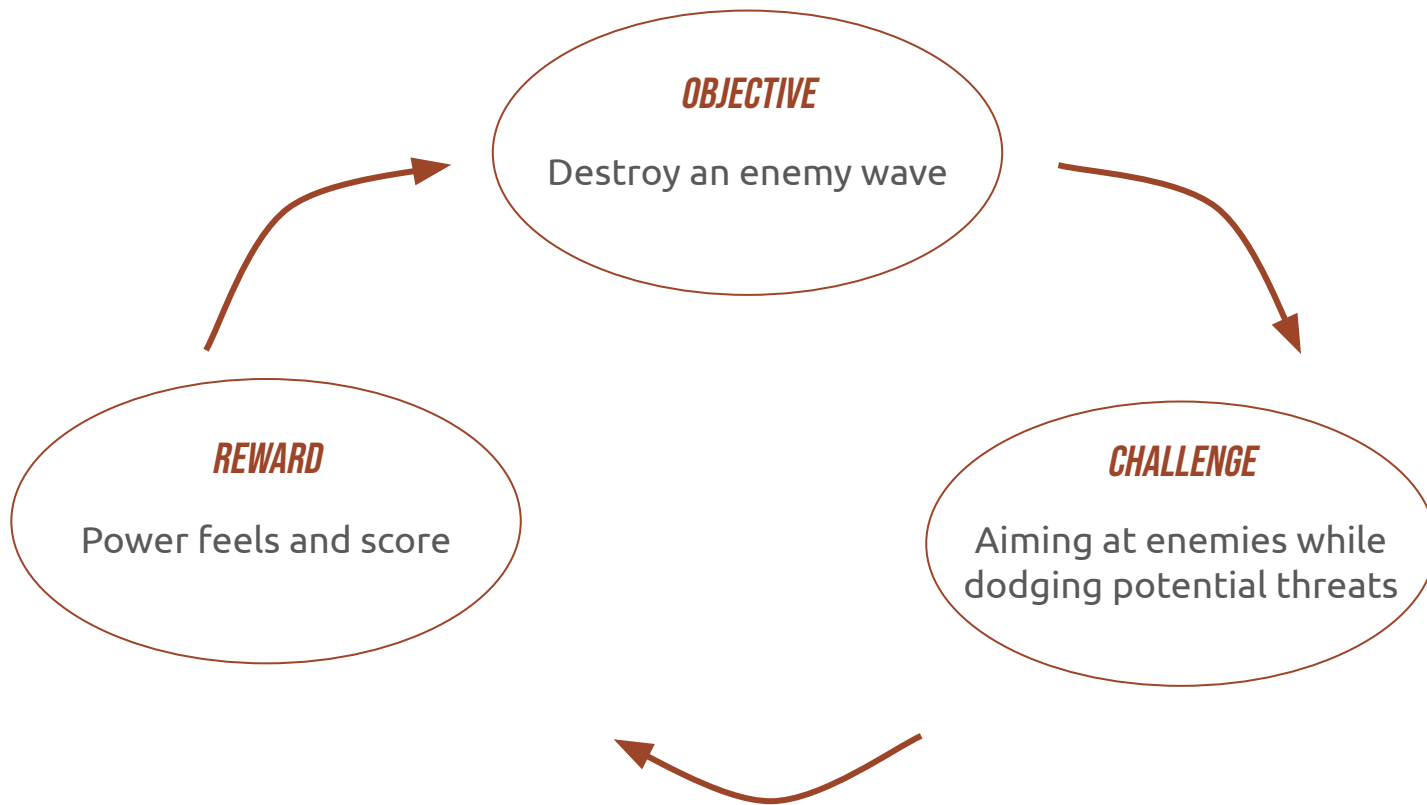 OBJECTIVE
Destroy an enemy wave
REWARD
Power feels and score
CHALLENGE
Aiming at enemies while
dodging potential threats